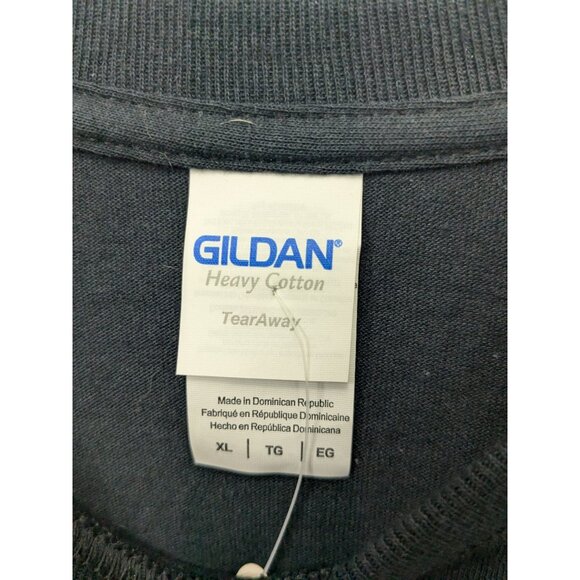 GILDAN®
Heavy Cotton
TearAway
Made in Dominican Republic
Fabriqué en République Dominicaine
Hecho en República Dominicana
XL | TG | EG